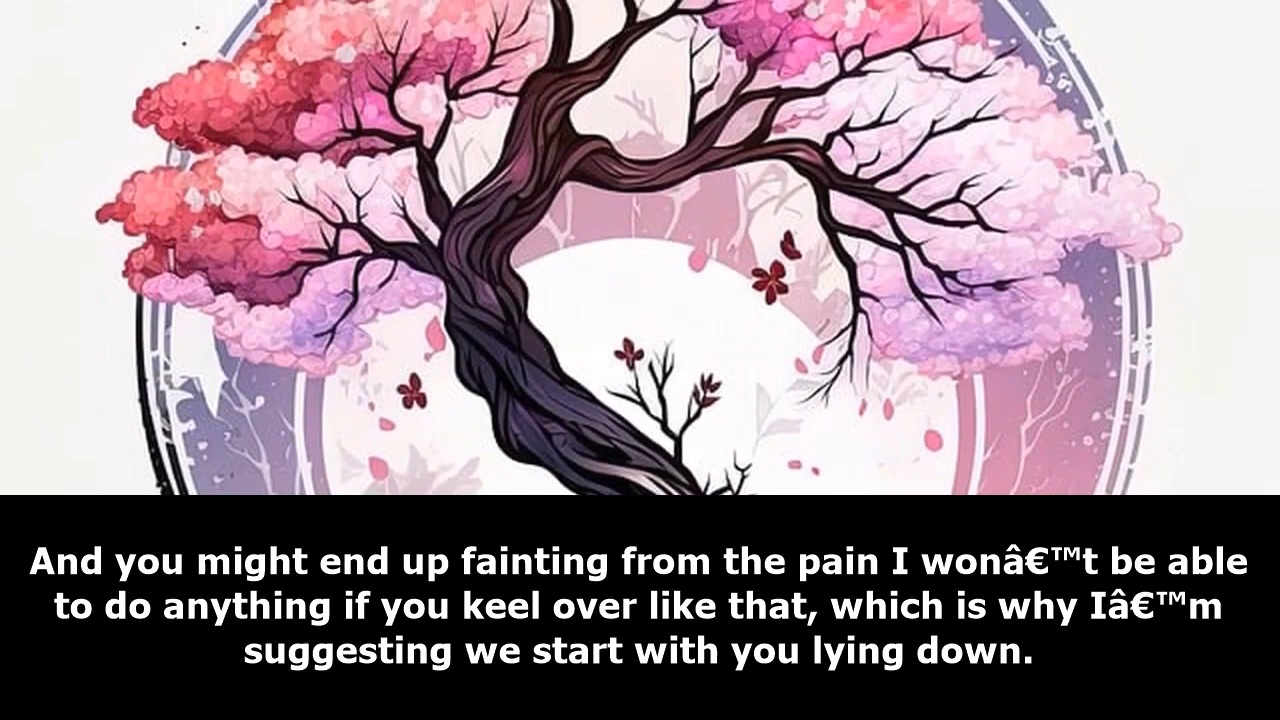 And you might end up fainting from the pain I wonâ€™t be able
to do anything if you keel over like that, which is why Iâ€™m
suggesting we start with you lying down.